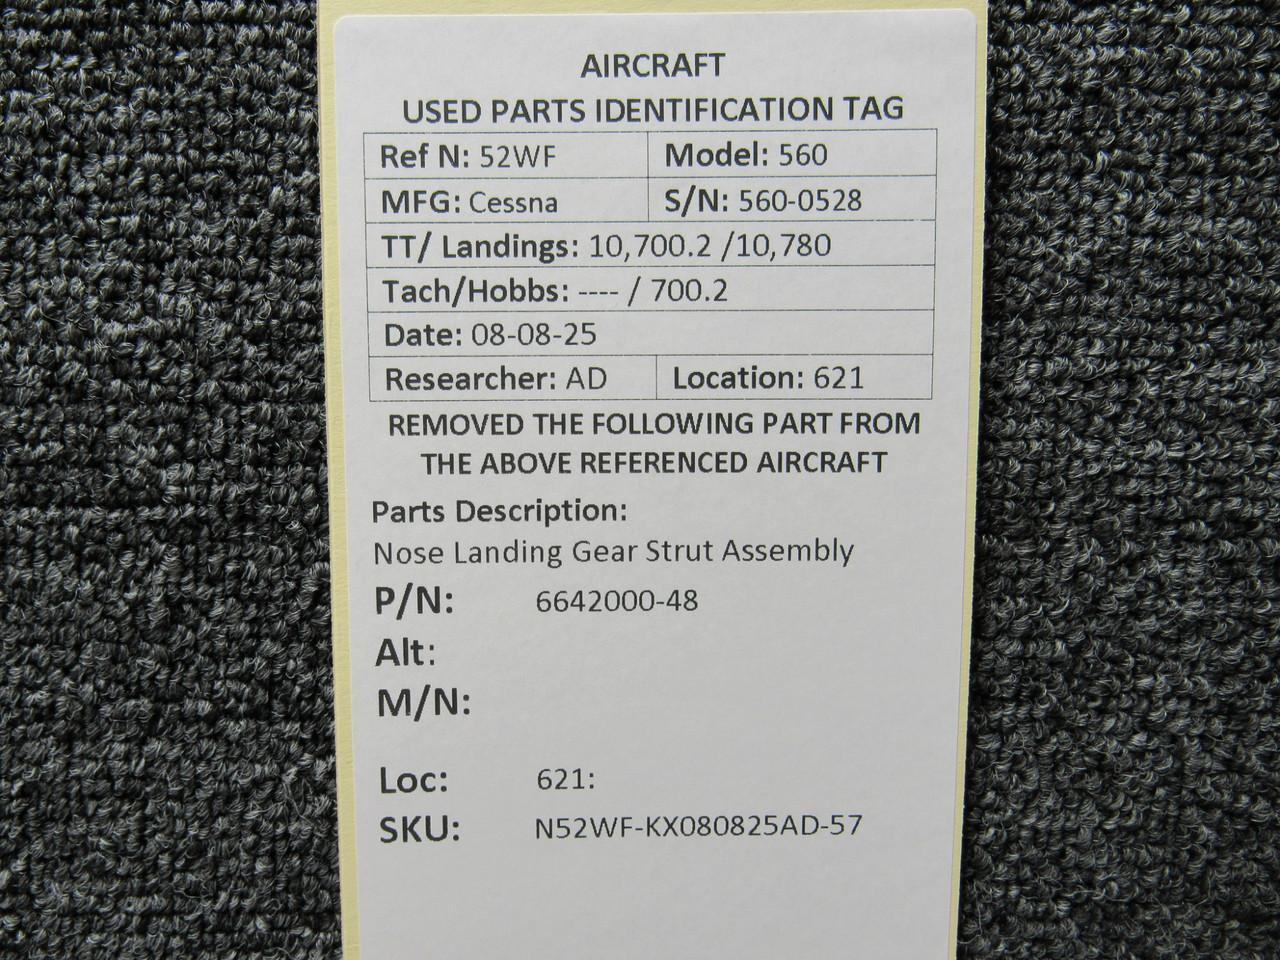 AIRCRAFT
USED PARTS IDENTIFICATION TAG
Ref N: 52WF Model: 560
MFG: Cessna S/N: 560-0528
TT/ Landings: 10,700.2 /10,780
Tach/Hobbs: ---- / 700.2
Date: 08-08-25
Researcher: AD Location: 621
REMOVED THE FOLLOWING PART FROM
THE ABOVE REFERENCED AIRCRAFT
Parts Description:
Nose Landing Gear Strut Assembly
P/N: 6642000-48
Alt:
M/N:
Loc: 621:
SKU: N52WF-KX080825AD-57